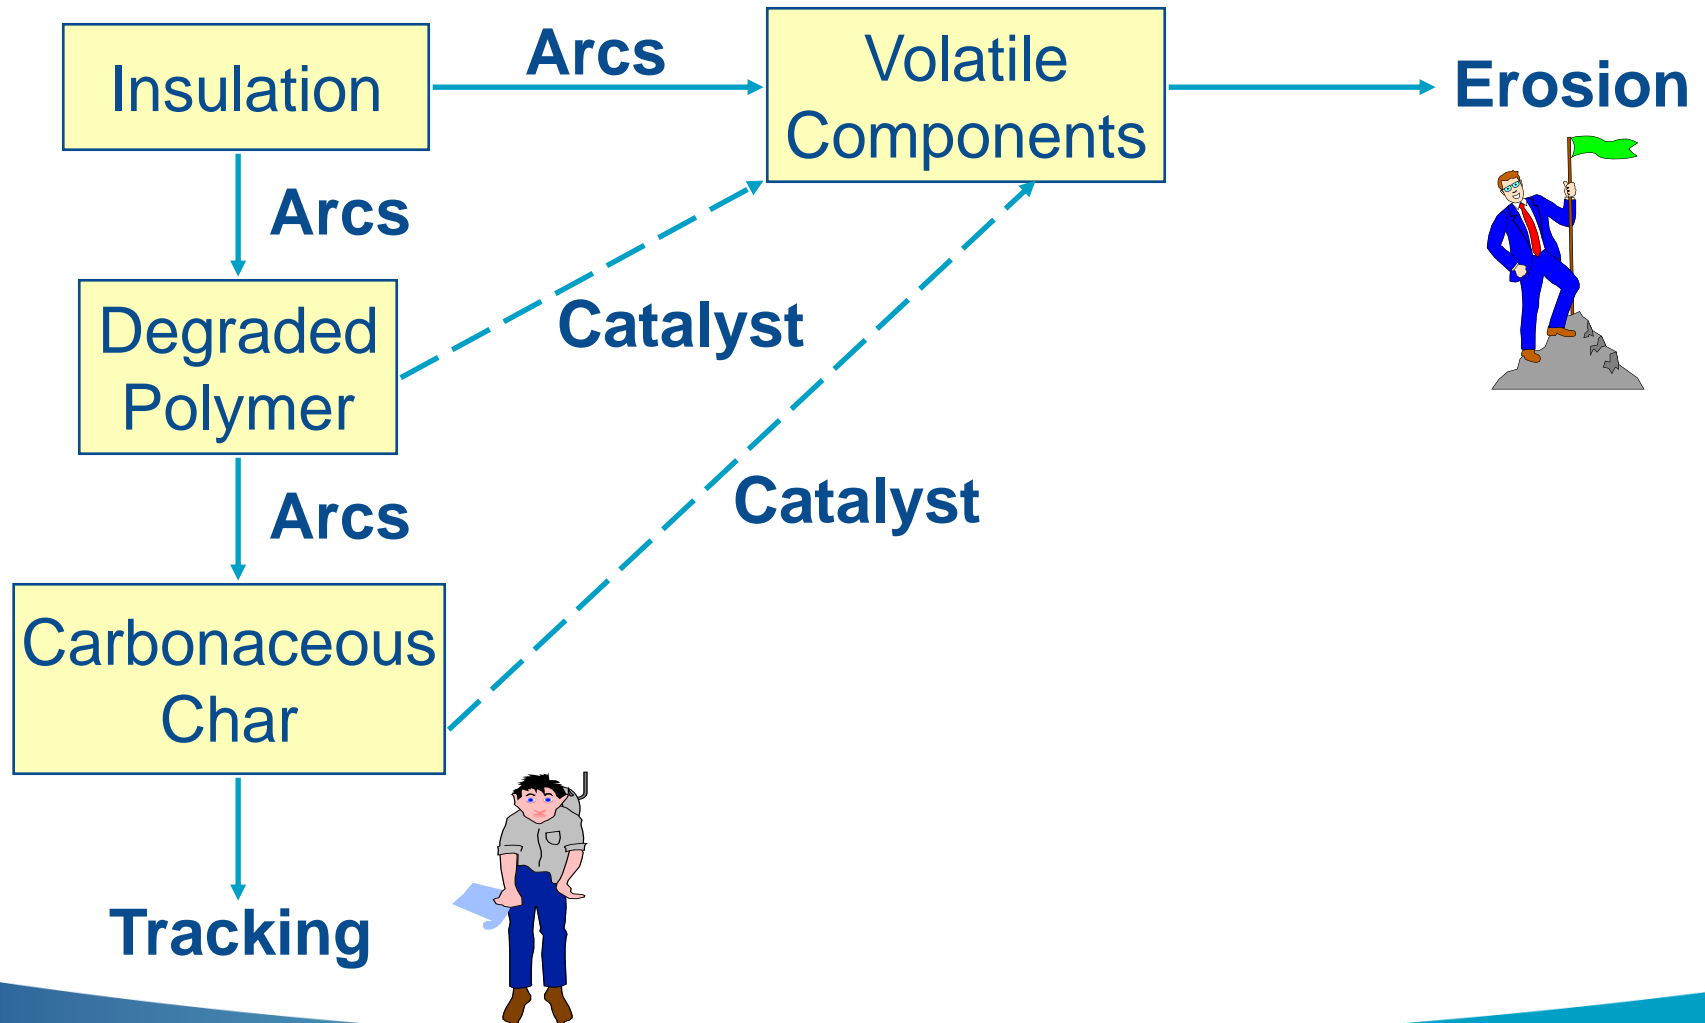 Insulation
Arcs
Volatile
Components
Erosion
Arcs
Degraded
Polymer
Catalyst
Arcs
Catalyst
Carbonaceous
Char
Tracking